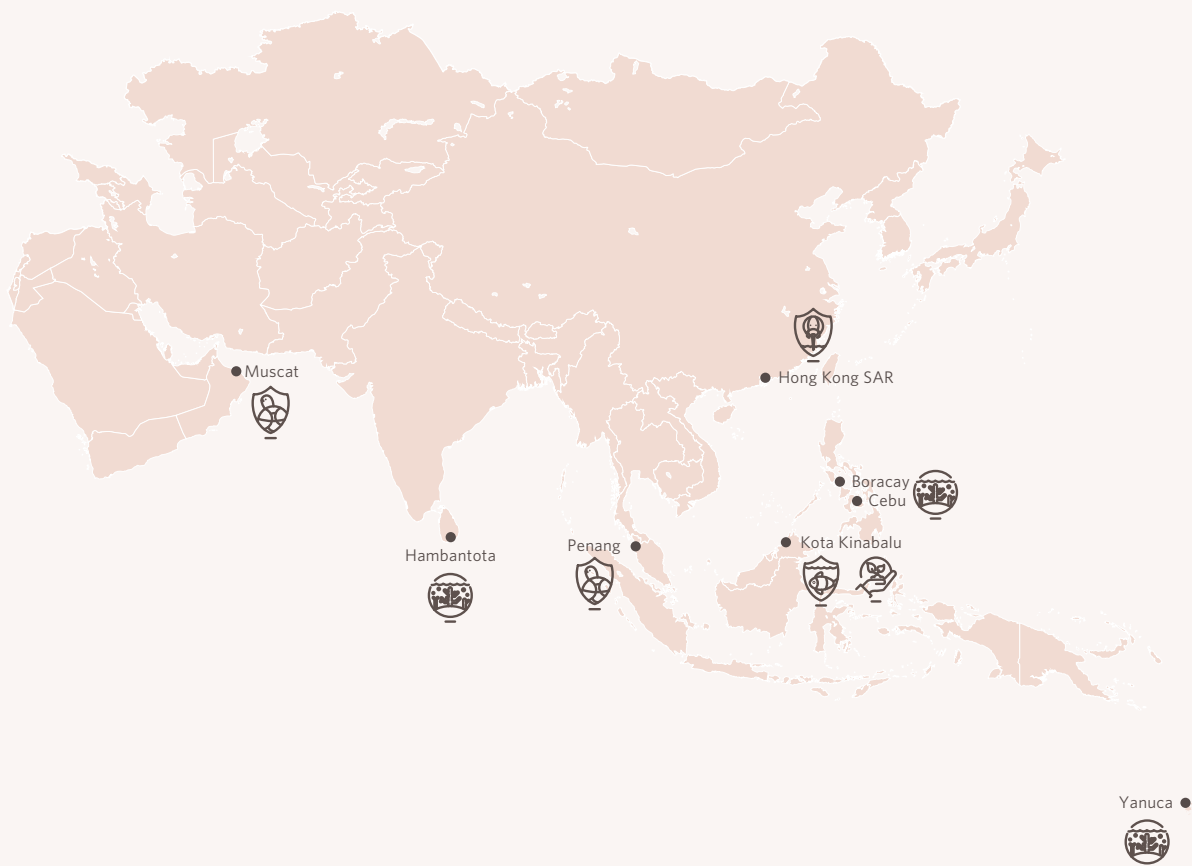 Muscat
Hong Kong SAR
Boracay
Cebu
Kota Kinabalu
Penang
Hambantota
Yanuca